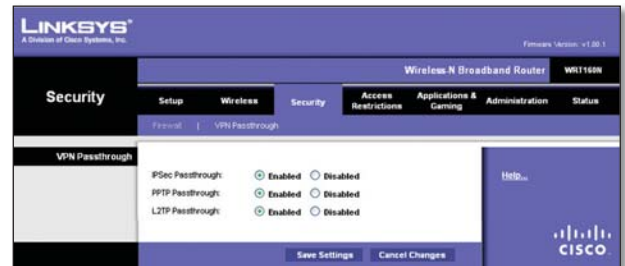 LINKSYS®
A Division of Cisco Systems, Inc.
Firmware Version: v1.00.1
Wireless-N Broadband Router WRT160N
Security
Setup Wireless Security Access Restrictions Applications & Gaming Administration Status
Firewall | VPN Passthrough
VPN Passthrough
IPSec Passthrough: Enabled Disabled
Help...
PPTP Passthrough: Enabled Disabled
L2TP Passthrough: Enabled Disabled
Save Settings Cancel Changes
CISCO